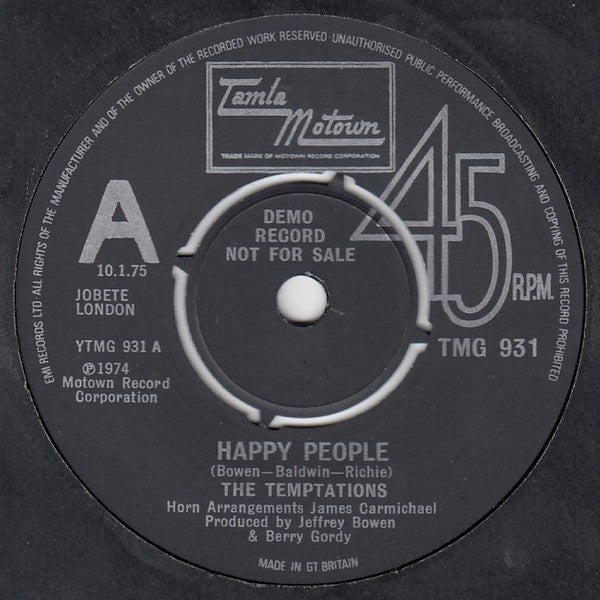 EMI RECORDS LTD·ALL RIGHTS OF THE MANUFACTURER AND OF THE OWNER OF THE RECORDED WORK RESERVED·UNAUTHORISED PUBLIC PERFORMANCE BROADCASTING AND COPYING OF THIS RECORD PROHIBITED
Tamla
Motown
TRADE MARK OF MOTOWN RECORD CORPORATION
45
R.P.M.
A
10.1.75
DEMO
RECORD
NOT FOR SALE
JOBETE
LONDON
YTMG 931 A
TMG 931
℗1974
Motown Record
Corporation
HAPPY PEOPLE
(Bowen—Baldwin—Richie)
THE TEMPTATIONS
Horn Arrangements James Carmichael
Produced by Jeffrey Bowen
& Berry Gordy
MADE IN GT BRITAIN